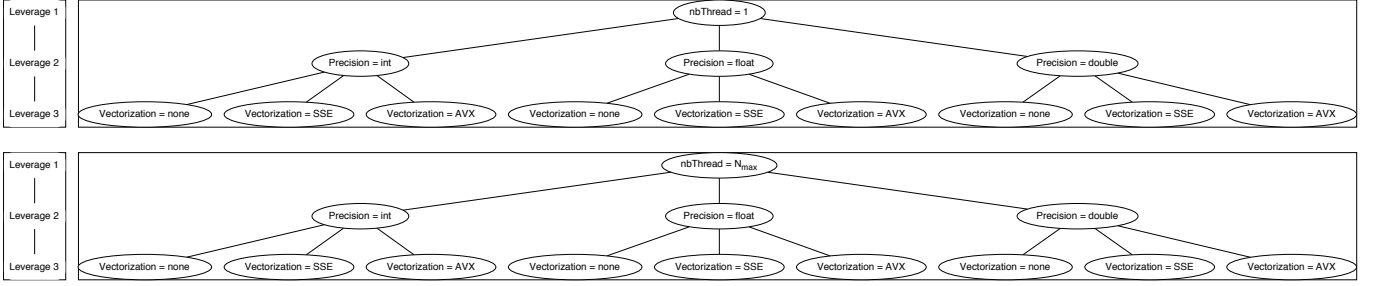 Leverage 1
nbThread = 1
Leverage 2
Precision = int
Precision = float
Precision = double
Leverage 3
Vectorization = none
Vectorization = SSE
Vectorization = AVX
Vectorization = none
Vectorization = SSE
Vectorization = AVX
Vectorization = none
Vectorization = SSE
Vectorization = AVX
Leverage 1
nbThread = Nmax
Leverage 2
Precision = int
Precision = float
Precision = double
Leverage 3
Vectorization = none
Vectorization = SSE
Vectorization = AVX
Vectorization = none
Vectorization = SSE
Vectorization = AVX
Vectorization = none
Vectorization = SSE
Vectorization = AVX